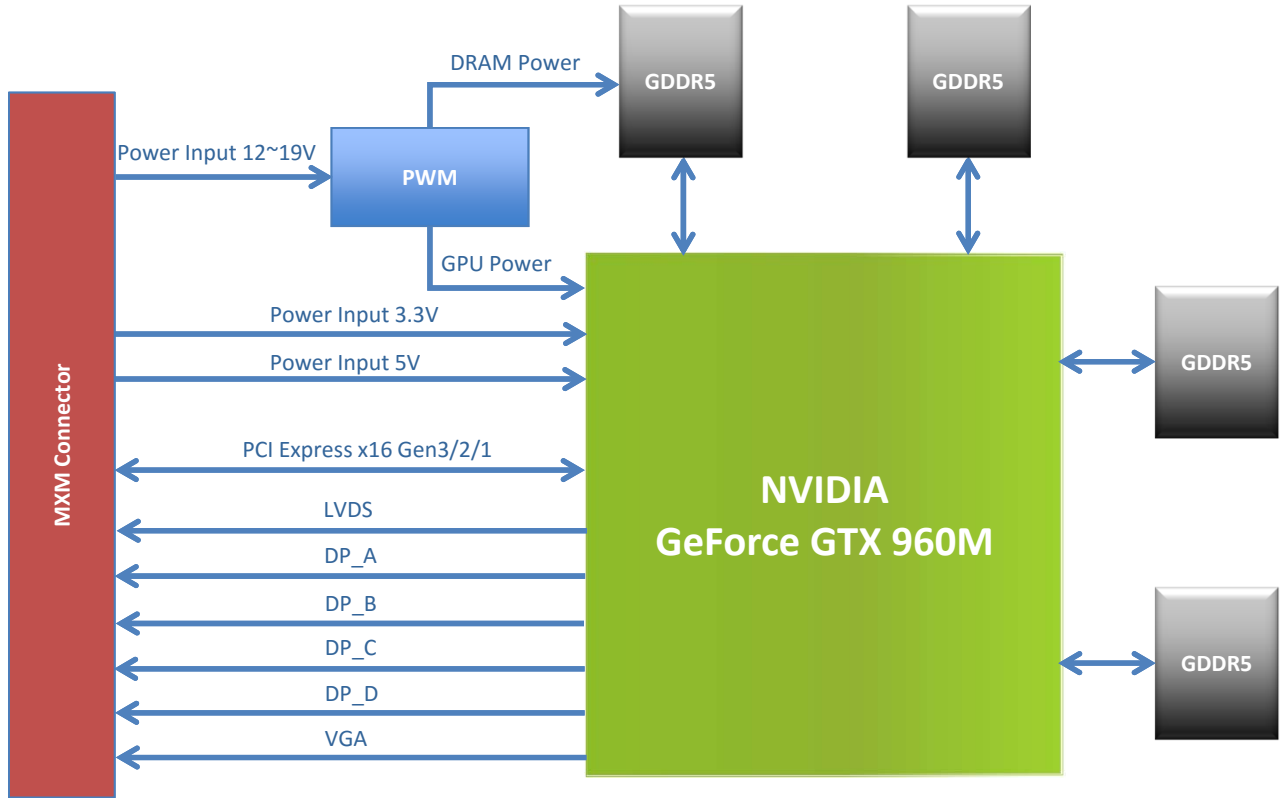 DRAM Power
GDDR5
GDDR5
Power Input 12~19V
PWM
GPU Power
Power Input 3.3V
Power Input 5V
GDDR5
MXM Connector
PCI Express x16 Gen3/2/1
NVIDIA
GeForce GTX 960M
LVDS
DP_A
DP_B
DP_C
GDDR5
DP_D
VGA